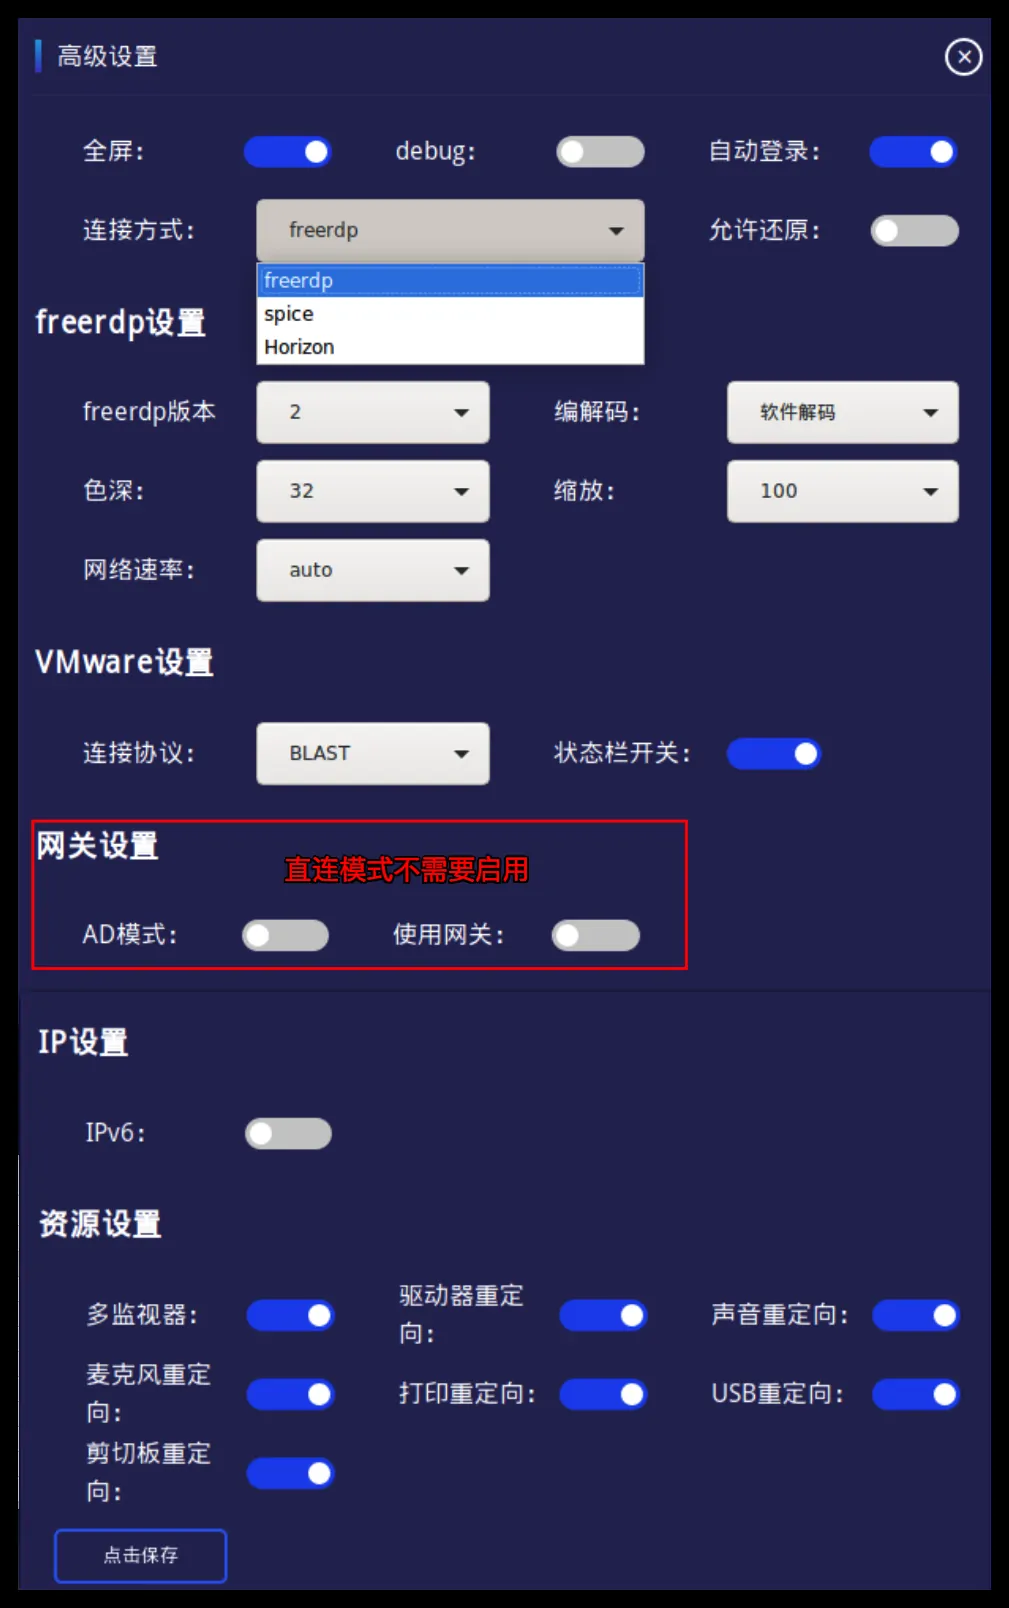 高级设置
全屏:
debug:
自动登录:
连接方式:
freerdp
允许还原:
freerdp
spice
Horizon
freerdp设置
freerdp版本
2
编解码:
软件解码
色深:
32
缩放:
100
网络速率:
auto
VMware设置
连接协议:
BLAST
状态栏开关:
网关设置
直连模式不需要启用
AD模式:
使用网关:
IP设置
IPv6:
资源设置
多监视器:
驱动器重定
向:
声音重定向:
麦克风重定
向:
打印重定向:
USB重定向:
剪切板重定
向:
点击保存